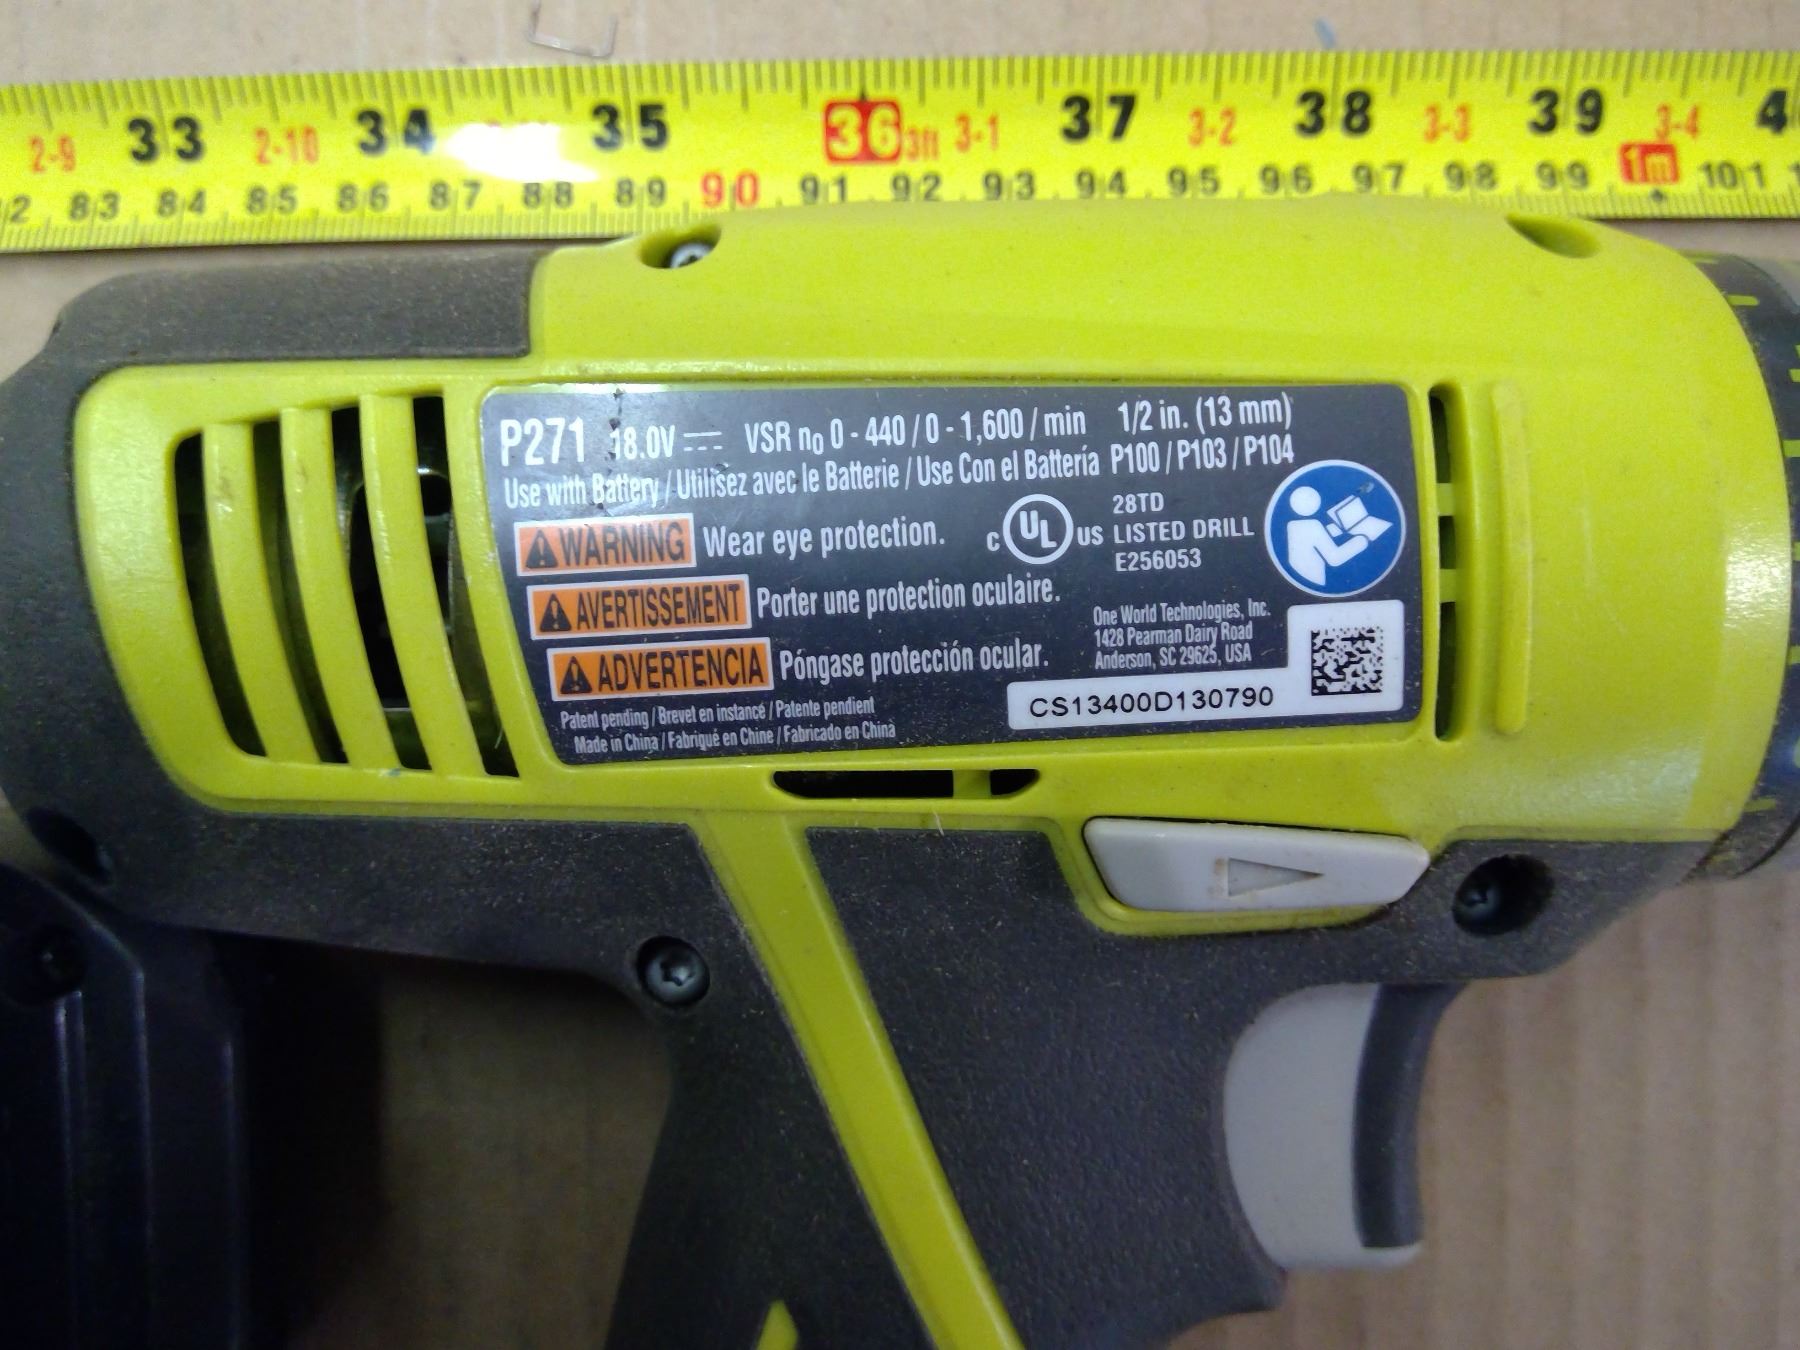 33 34 35 36 3ft 37 38 39
2-9 2-10 3-1 3-2 3-3 3-4
83 84 85 86 87 88 89 90 91 92 93 94 95 96 97 98 99 1m 101
P271 18.0V VSR no 0 - 440 / 0 - 1,600 / min 1/2 in. (13 mm)
Use with Battery / Utilisez avec le Batterie / Use Con el Battería P100 / P103 / P104
WARNING Wear eye protection.
AVERTISSEMENT Porter une protection oculaire.
ADVERTENCIA Póngase protección ocular.
Patent pending / Brevet en instance / Patente pendient
Made in China / Fabriqué en Chine / Fabricado en China
C UL US
28TD
LISTED DRILL
E256053
One World Technologies, Inc.
1428 Pearman Dairy Road
Anderson, SC 29625, USA
CS13400D130790